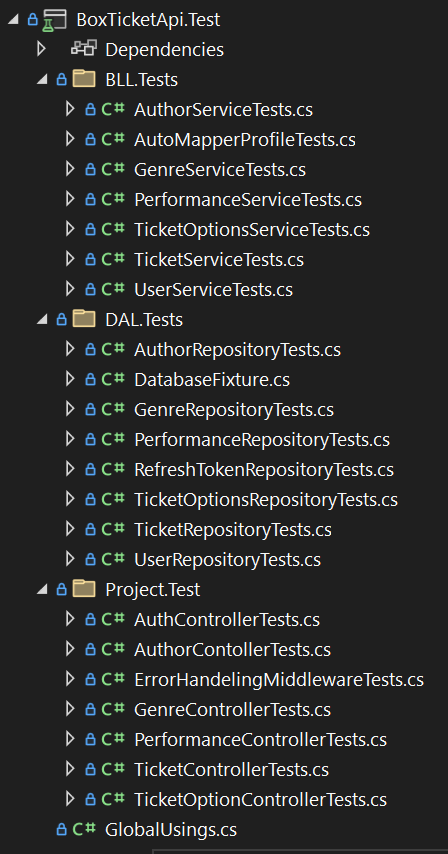 BoxTicketApi.Test
Dependencies
BLL.Tests
C# AuthorServiceTests.cs
C# AutoMapperProfileTests.cs
C# GenreServiceTests.cs
C# PerformanceServiceTests.cs
C# TicketOptionsServiceTests.cs
C# TicketServiceTests.cs
C# UserServiceTests.cs
DAL.Tests
C# AuthorRepositoryTests.cs
C# DatabaseFixture.cs
C# GenreRepositoryTests.cs
C# PerformanceRepositoryTests.cs
C# RefreshTokenRepositoryTests.cs
C# TicketOptionsRepositoryTests.cs
C# TicketRepositoryTests.cs
C# UserRepositoryTests.cs
Project.Test
C# AuthControllerTests.cs
C# AuthorContollerTests.cs
C# ErrorHandelingMiddlewareTests.cs
C# GenreControllerTests.cs
C# PerformanceControllerTests.cs
C# TicketControllerTests.cs
C# TicketOptionControllerTests.cs
C# GlobalUsings.cs